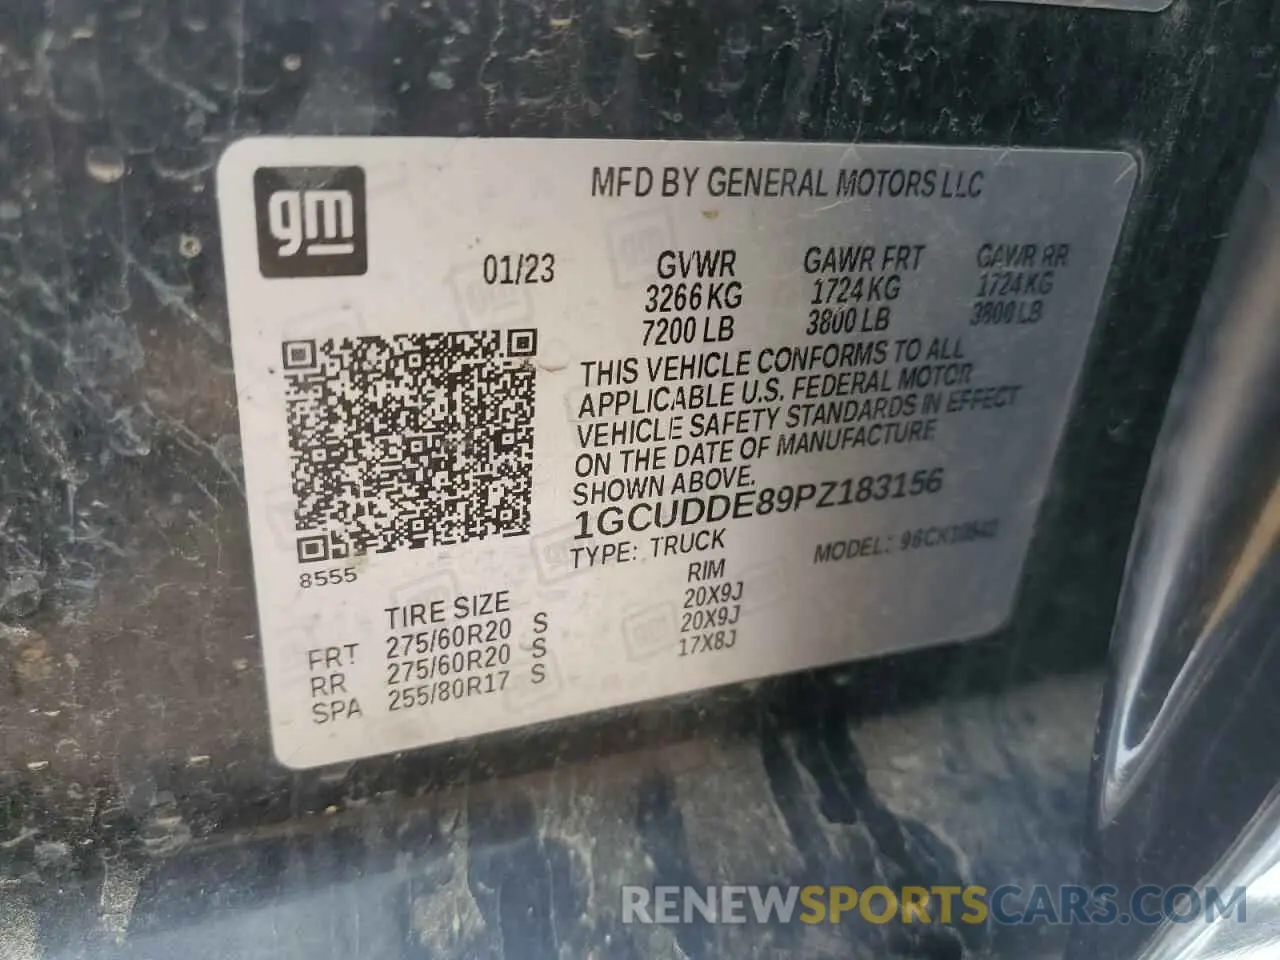 gm
MFD BY GENERAL MOTORS LLC
01/23
GVWR GAWR FRT GAWR RR
3266 KG 1724 KG 1724 KG
7200 LB 3800 LB 3800 LB
THIS VEHICLE CONFORMS TO ALL
APPLICABLE U.S. FEDERAL MOTOR
VEHICLE SAFETY STANDARDS IN EFFECT
ON THE DATE OF MANUFACTURE
SHOWN ABOVE.
1GCUDDE89PZ183156
TYPE: TRUCK MODEL:
8555
TIRE SIZE RIM
FRT 275/60R20 S 20X9J
RR 275/60R20 S 20X9J
SPA 255/80R17 S 17X8J
RENEWSPORTSCARS.COM